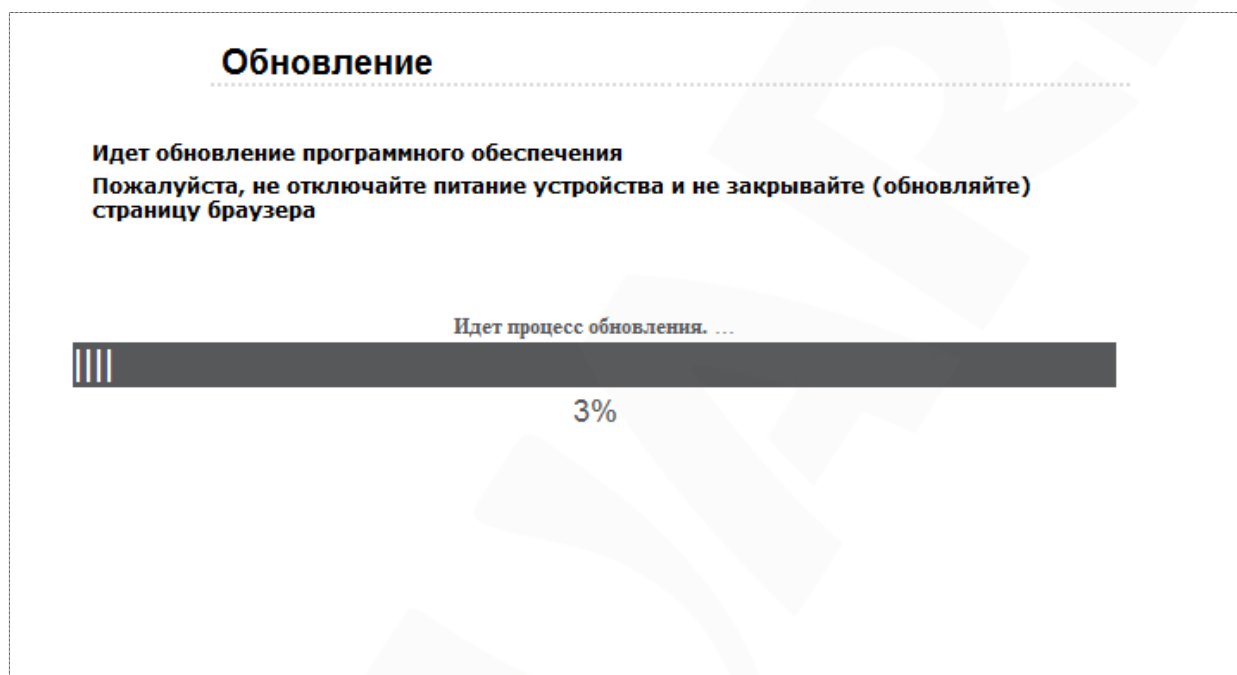 Обновление
Идет обновление программного обеспечения
Пожалуйста, не отключайте питание устройства и не закрывайте (обновляйте)
страницу браузера
Идет процесс обновления. ...
3%